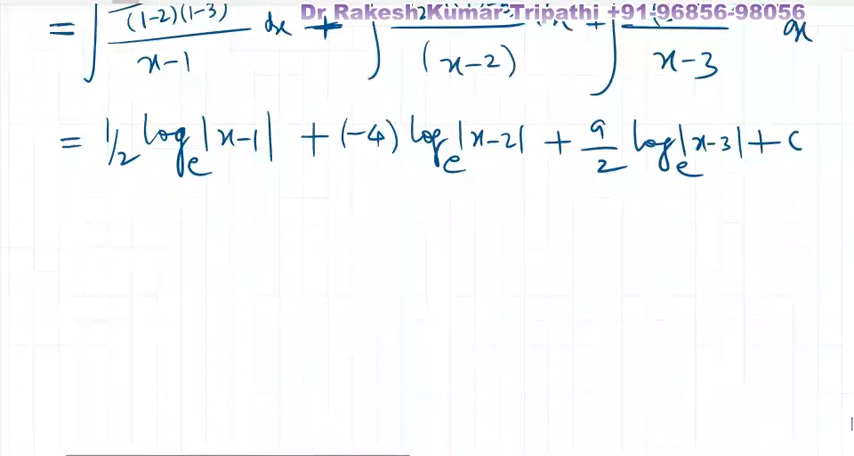 Dr Rakesh Kumar Tripathi +91-96856-98056
= ∫ (1-2)(1-3) / x-1 dx + ∫ / (x-2) + ∫ / x-3 dx
= 1/2 log_e |x-1| + (-4) log_e |x-2| + 9/2 log_e |x-3| + c